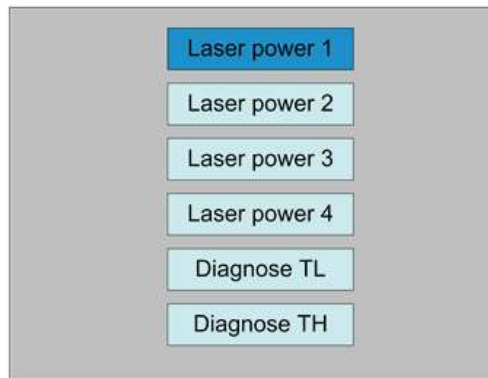 Laser power 1
Laser power 2
Laser power 3
Laser power 4
Diagnose TL
Diagnose TH